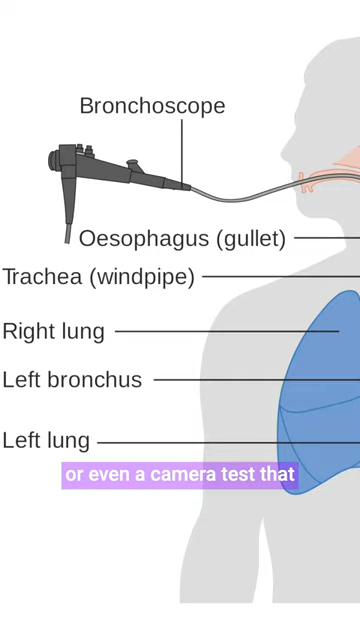 Bronchoscope
Oesophagus (gullet)
Trachea (windpipe)
Right lung
Left bronchus
Left lung
or even a camera test that